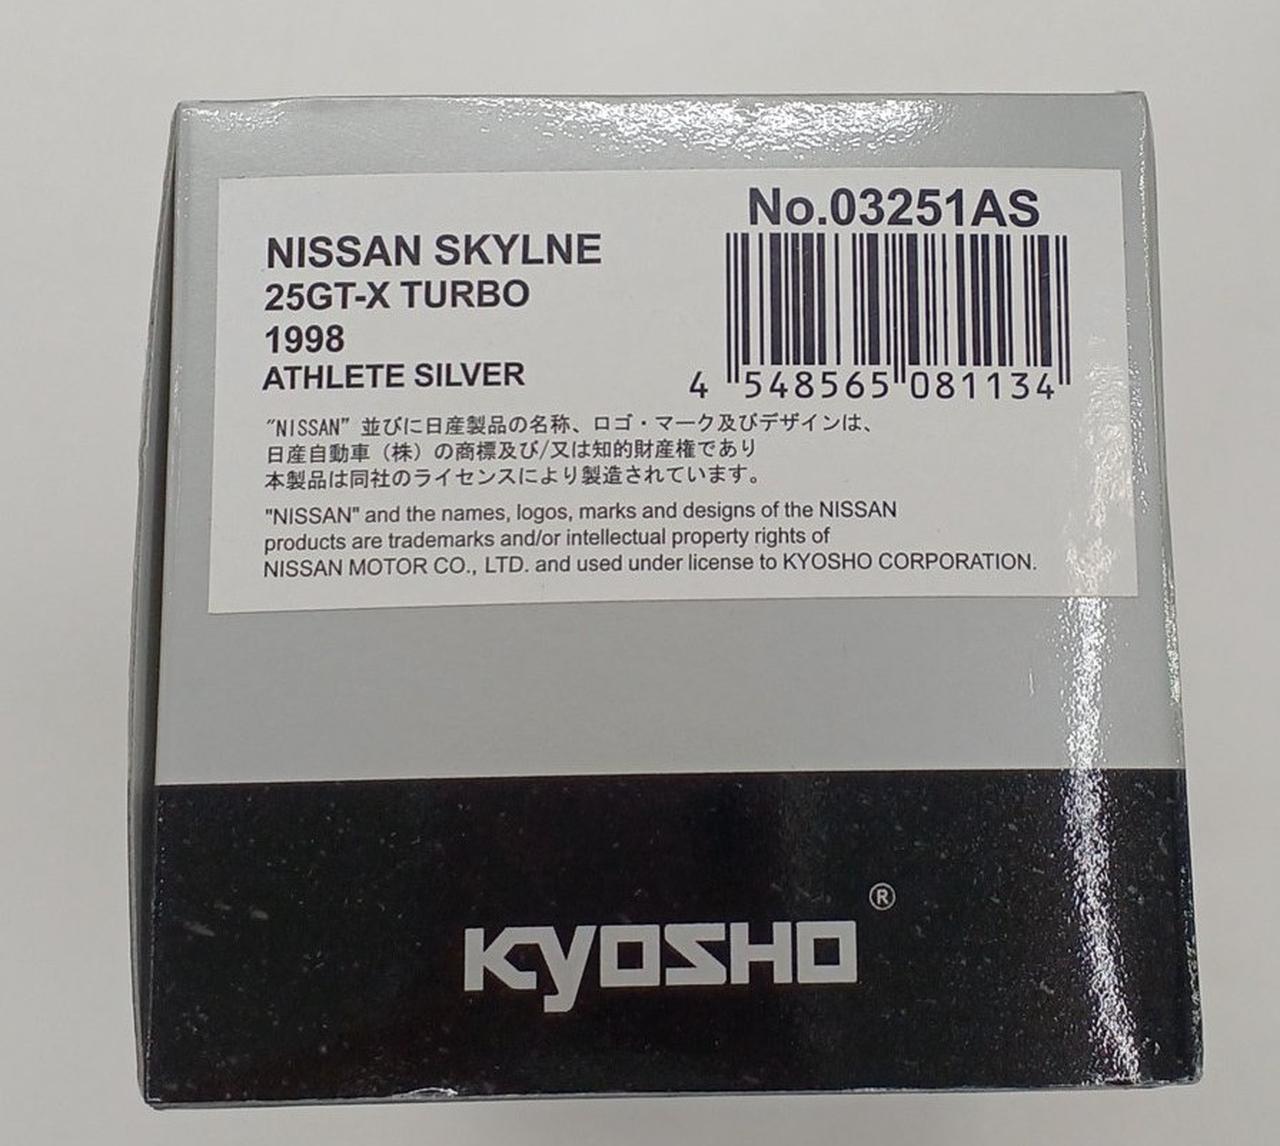 No.03251AS
NISSAN SKYLNE
25GT-X TURBO
1998
ATHLETE SILVER
4 548565 081134
"NISSAN" 並びに日産製品の名称、ロゴ・マーク及びデザインは、
日産自動車（株）の商標及び/又は知的財産権であり
本製品は同社のライセンスにより製造されています。
"NISSAN" and the names, logos, marks and designs of the NISSAN
products are trademarks and/or intellectual property rights of
NISSAN MOTOR CO., LTD. and used under license to KYOSHO CORPORATION.
KYOSHO ®